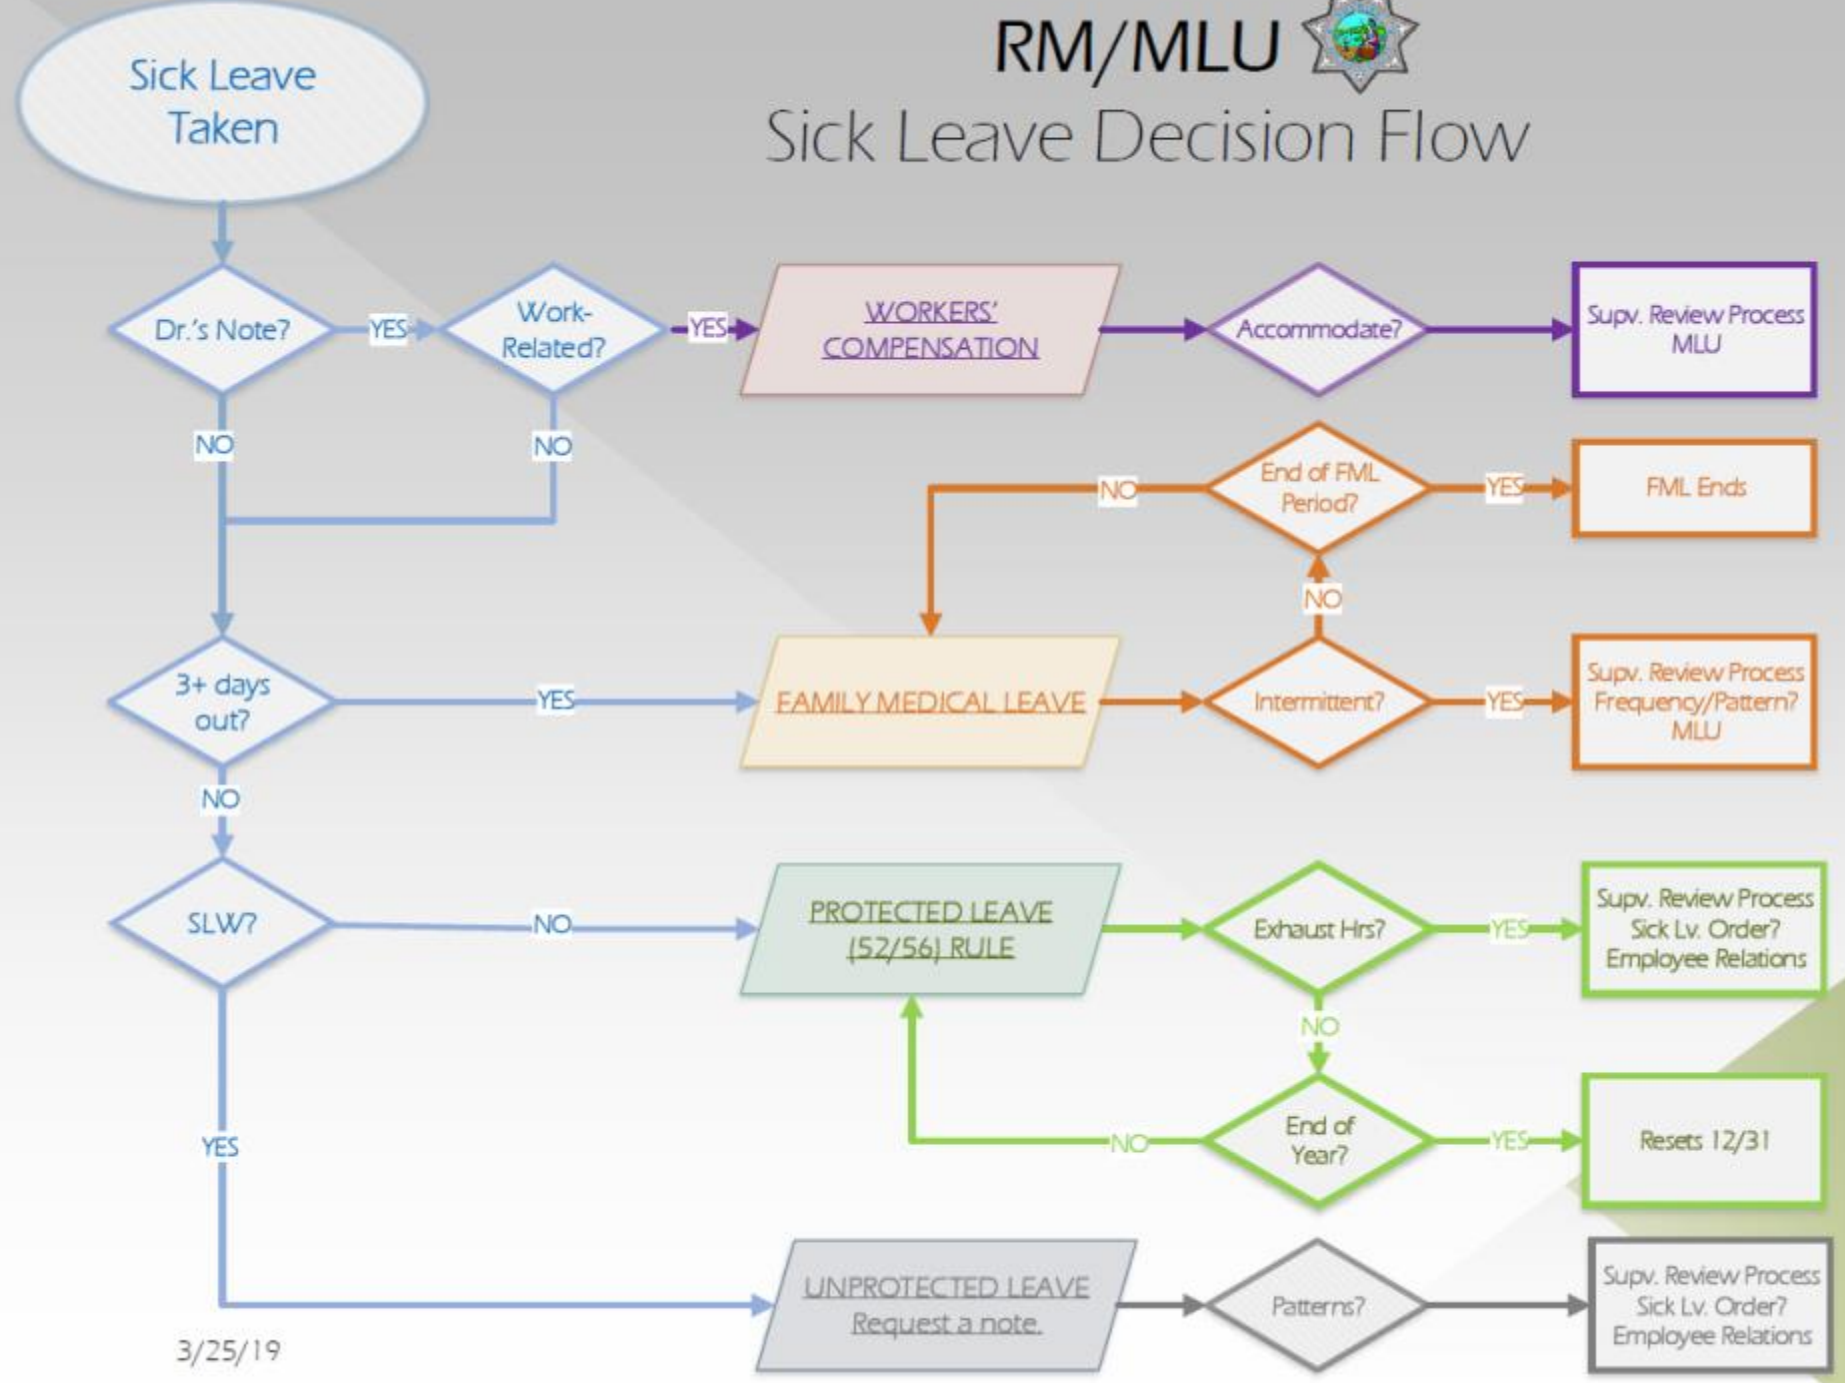 RM/MLU
Sick Leave Decision Flow
Sick Leave
Taken
Dr.'s Note?
YES
Work-
Related?
YES
WORKERS'
COMPENSATION
Accommodate?
Supv. Review Process
MLU
NO
NO
NO
End of FML
Period?
YES
FML Ends
NO
3+ days
out?
YES
FAMILY MEDICAL LEAVE
Intermittent?
YES
Supv. Review Process
Frequency/Pattern?
MLU
NO
SLW?
NO
PROTECTED LEAVE
(52/56) RULE
Exhaust Hrs?
YES
Supv. Review Process
Sick Lv. Order?
Employee Relations
NO
YES
NO
End of
Year?
YES
Resets 12/31
UNPROTECTED LEAVE
Request a note.
Patterns?
Supv. Review Process
Sick Lv. Order?
Employee Relations
3/25/19